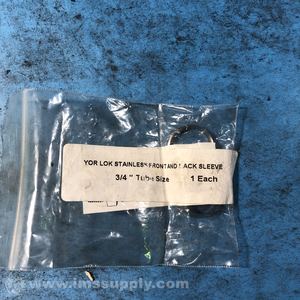 YOR LOK STAINLESS FRONT AND BACK SLEEVE
3/4 " Tube Size 1 Each
© www.imssupply.com